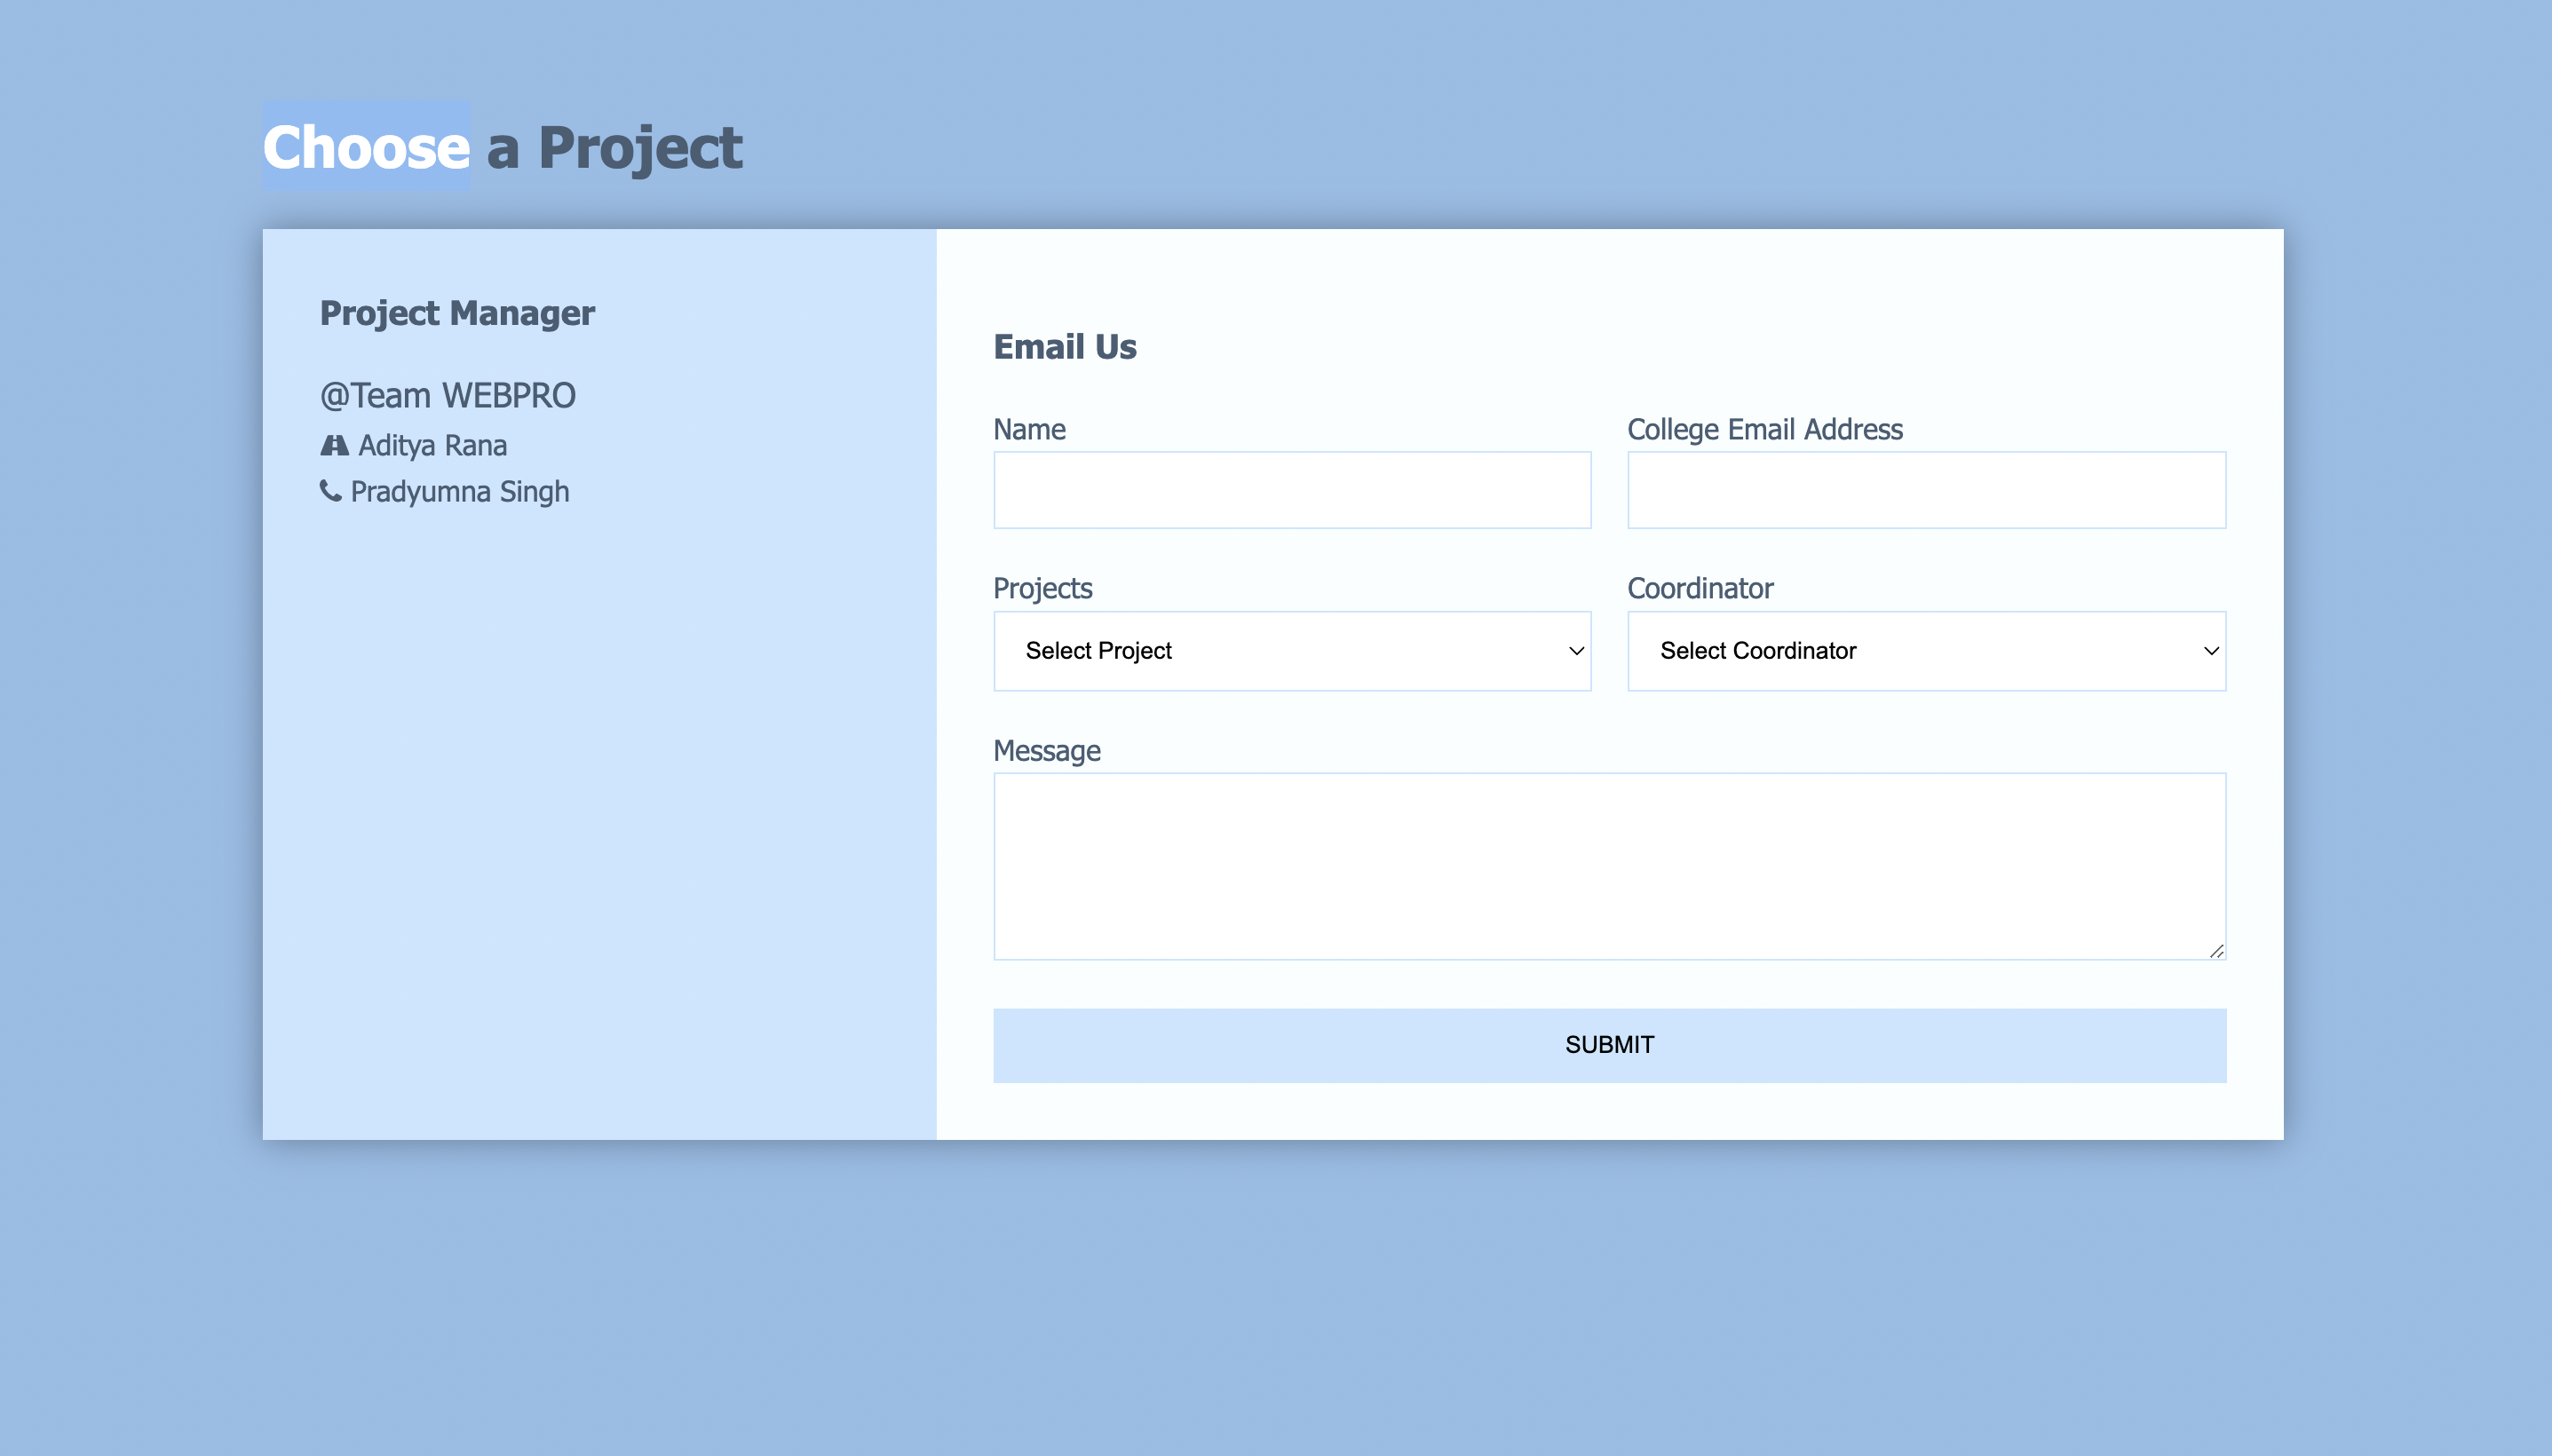 Choose a Project
Project Manager
@Team WEBPRO
Aditya Rana
Pradyumna Singh
Email Us
Name
College Email Address
Projects
Coordinator
Select Project
Select Coordinator
Message
SUBMIT